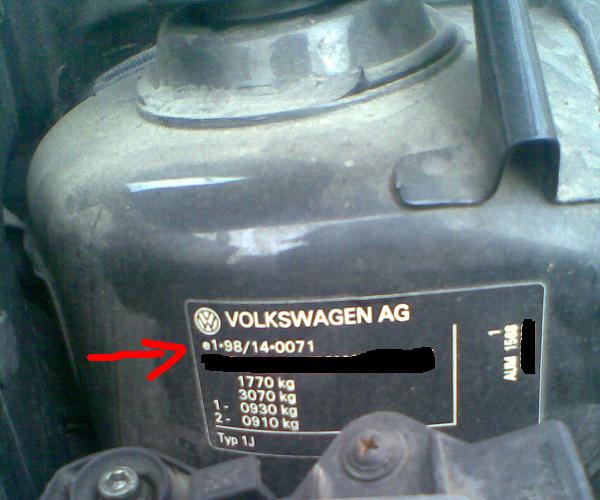 VOLKSWAGEN AG
e1*98/14*0071
1770 kg
3070 kg
1- 0930 kg
2- 0910 kg
Typ 1J
1
AUM